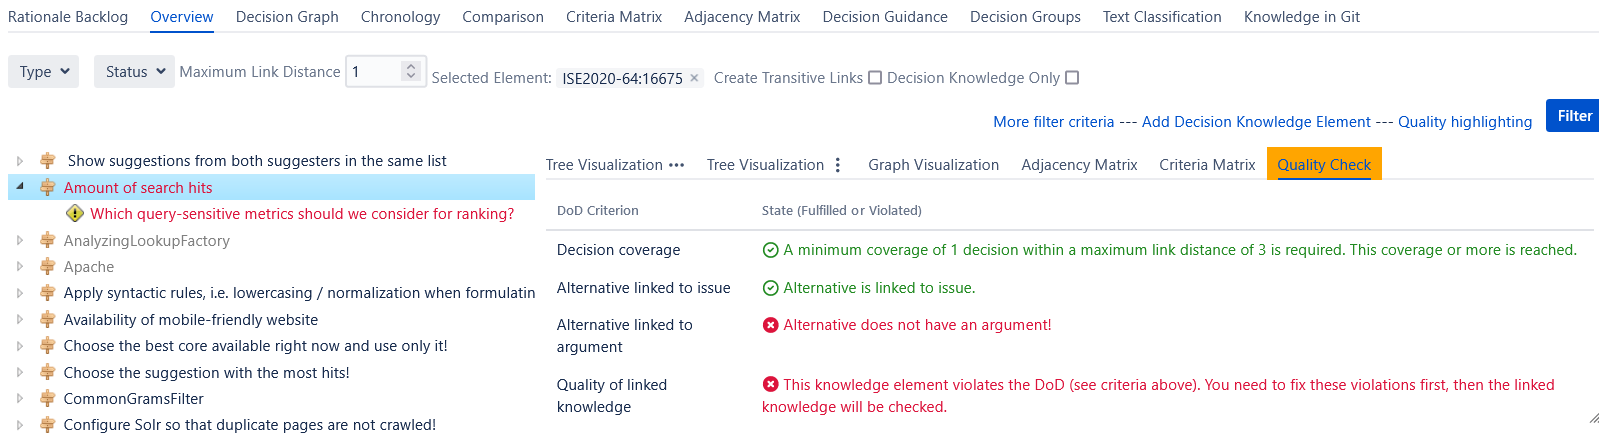 Rationale Backlog Overview Decision Graph Chronology Comparison Criteria Matrix Adjacency Matrix Decision Guidance Decision Groups Text Classification Knowledge in Git
Type Status Maximum Link Distance 1 Selected Element: ISE2020-64:16675 × Create Transitive Links Decision Knowledge Only
More filter criteria --- Add Decision Knowledge Element --- Quality highlighting Filter
Show suggestions from both suggesters in the same list
Amount of search hits
Which query-sensitive metrics should we consider for ranking?
AnalyzingLookupFactory
Apache
Apply syntactic rules, i.e. lowercasing / normalization when formulatin
Availability of mobile-friendly website
Choose the best core available right now and use only it!
Choose the suggestion with the most hits!
CommonGramsFilter
Configure Solr so that duplicate pages are not crawled!
Tree Visualization ••• Tree Visualization Graph Visualization Adjacency Matrix Criteria Matrix Quality Check
DoD Criterion State (Fulfilled or Violated)
Decision coverage A minimum coverage of 1 decision within a maximum link distance of 3 is required. This coverage or more is reached.
Alternative linked to issue Alternative is linked to issue.
Alternative linked to Alternative does not have an argument!
argument
Quality of linked This knowledge element violates the DoD (see criteria above). You need to fix these violations first, then the linked
knowledge knowledge will be checked.